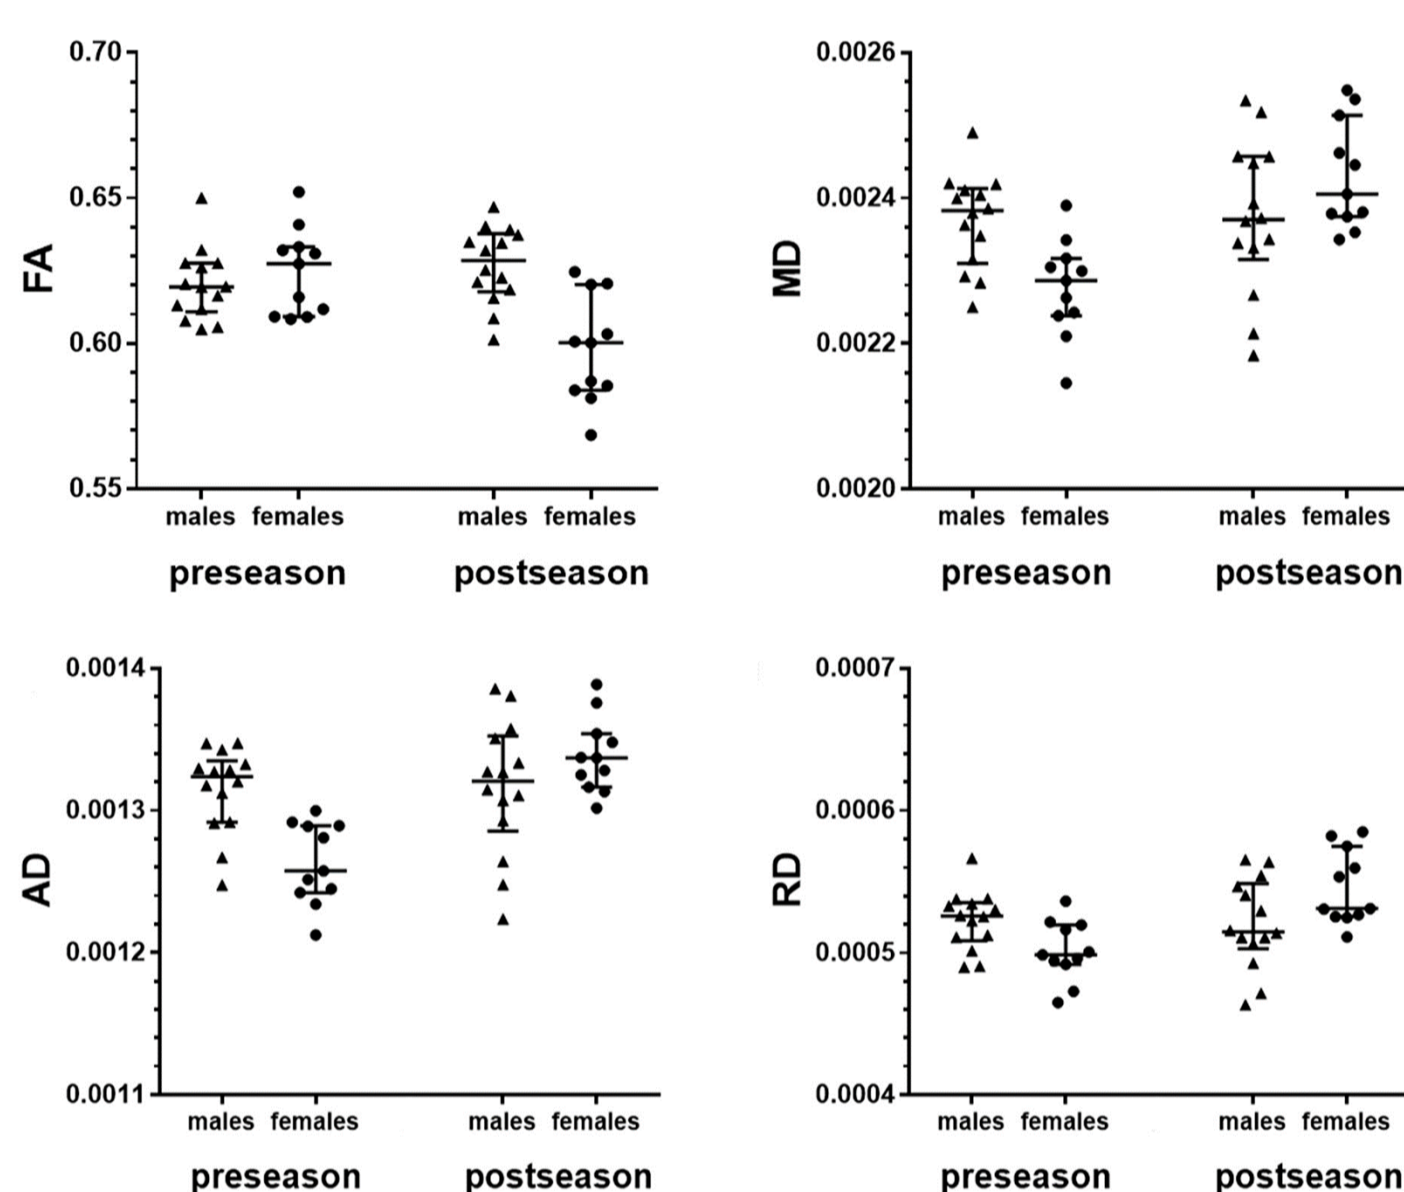 0.70
0.65
FA
0.60
0.55
males females males females
preseason postseason
0.0026
0.0024
MD
0.0022
0.0020
males females males females
preseason postseason
0.0014
0.0013
AD
0.0012
0.0011
males females males females
preseason postseason
0.0007
0.0006
RD
0.0005
0.0004
males females males females
preseason postseason